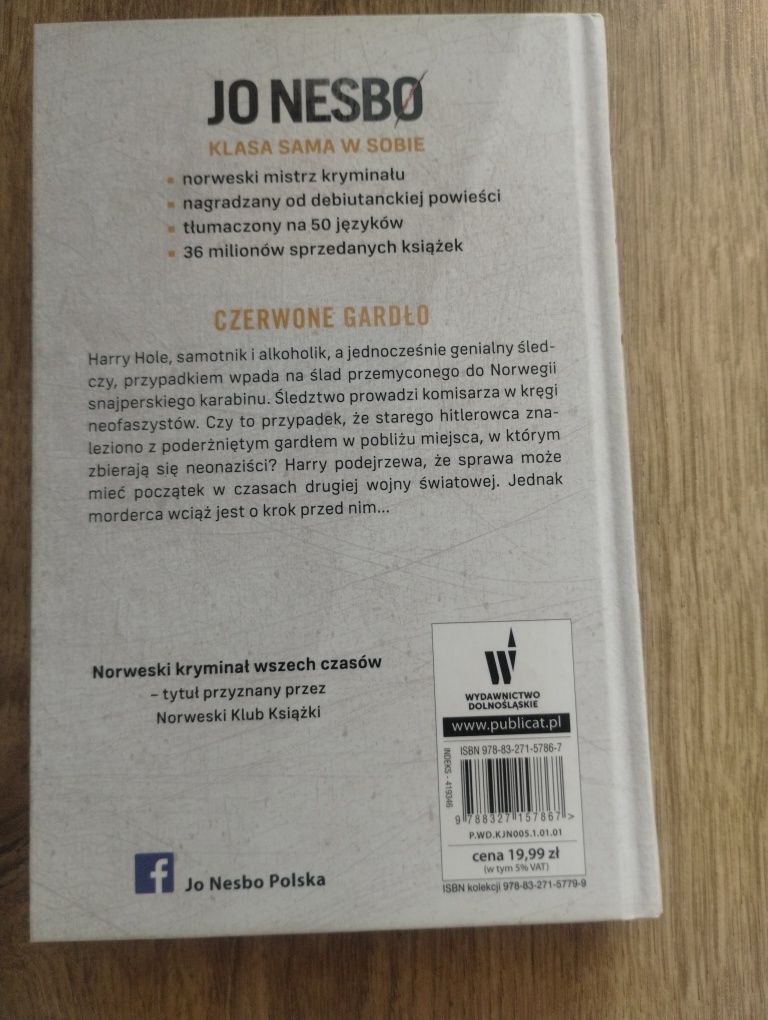 JO NESBØ
KLASA SAMA W SOBIE
▪ norweski mistrz kryminału
▪ nagradzany od debiutanckiej powieści
▪ tłumaczony na 50 języków
▪ 36 milionów sprzedanych książek
CZERWONE GARDŁO
Harry Hole, samotnik i alkoholik, a jednocześnie genialny śled-
czy, przypadkiem wpada na ślad przemyconego do Norwegii
snajperskiego karabinu. Śledztwo prowadzi komisarza w kręgi
neofaszystów. Czy to przypadek, że starego hitlerowca zna-
leziono z poderżniętym gardłem w pobliżu miejsca, w którym
zbierają się neonaziści? Harry podejrzewa, że sprawa może
mieć początek w czasach drugiej wojny światowej. Jednak
morderca wciąż jest o krok przed nim...
Norweski kryminał wszech czasów
– tytuł przyznany przez
Norweski Klub Książki
f Jo Nesbo Polska
WYDAWNICTWO
DOLNOŚLĄSKIE
www.publicat.pl
ISBN 978-83-271-5786-7
INDEKS - 419346
9 788327 157867 >
P.WD.KJN005.1.01.01
cena 19,99 zł
(w tym 5% VAT)
ISBN kolekcji 978-83-271-5779-9